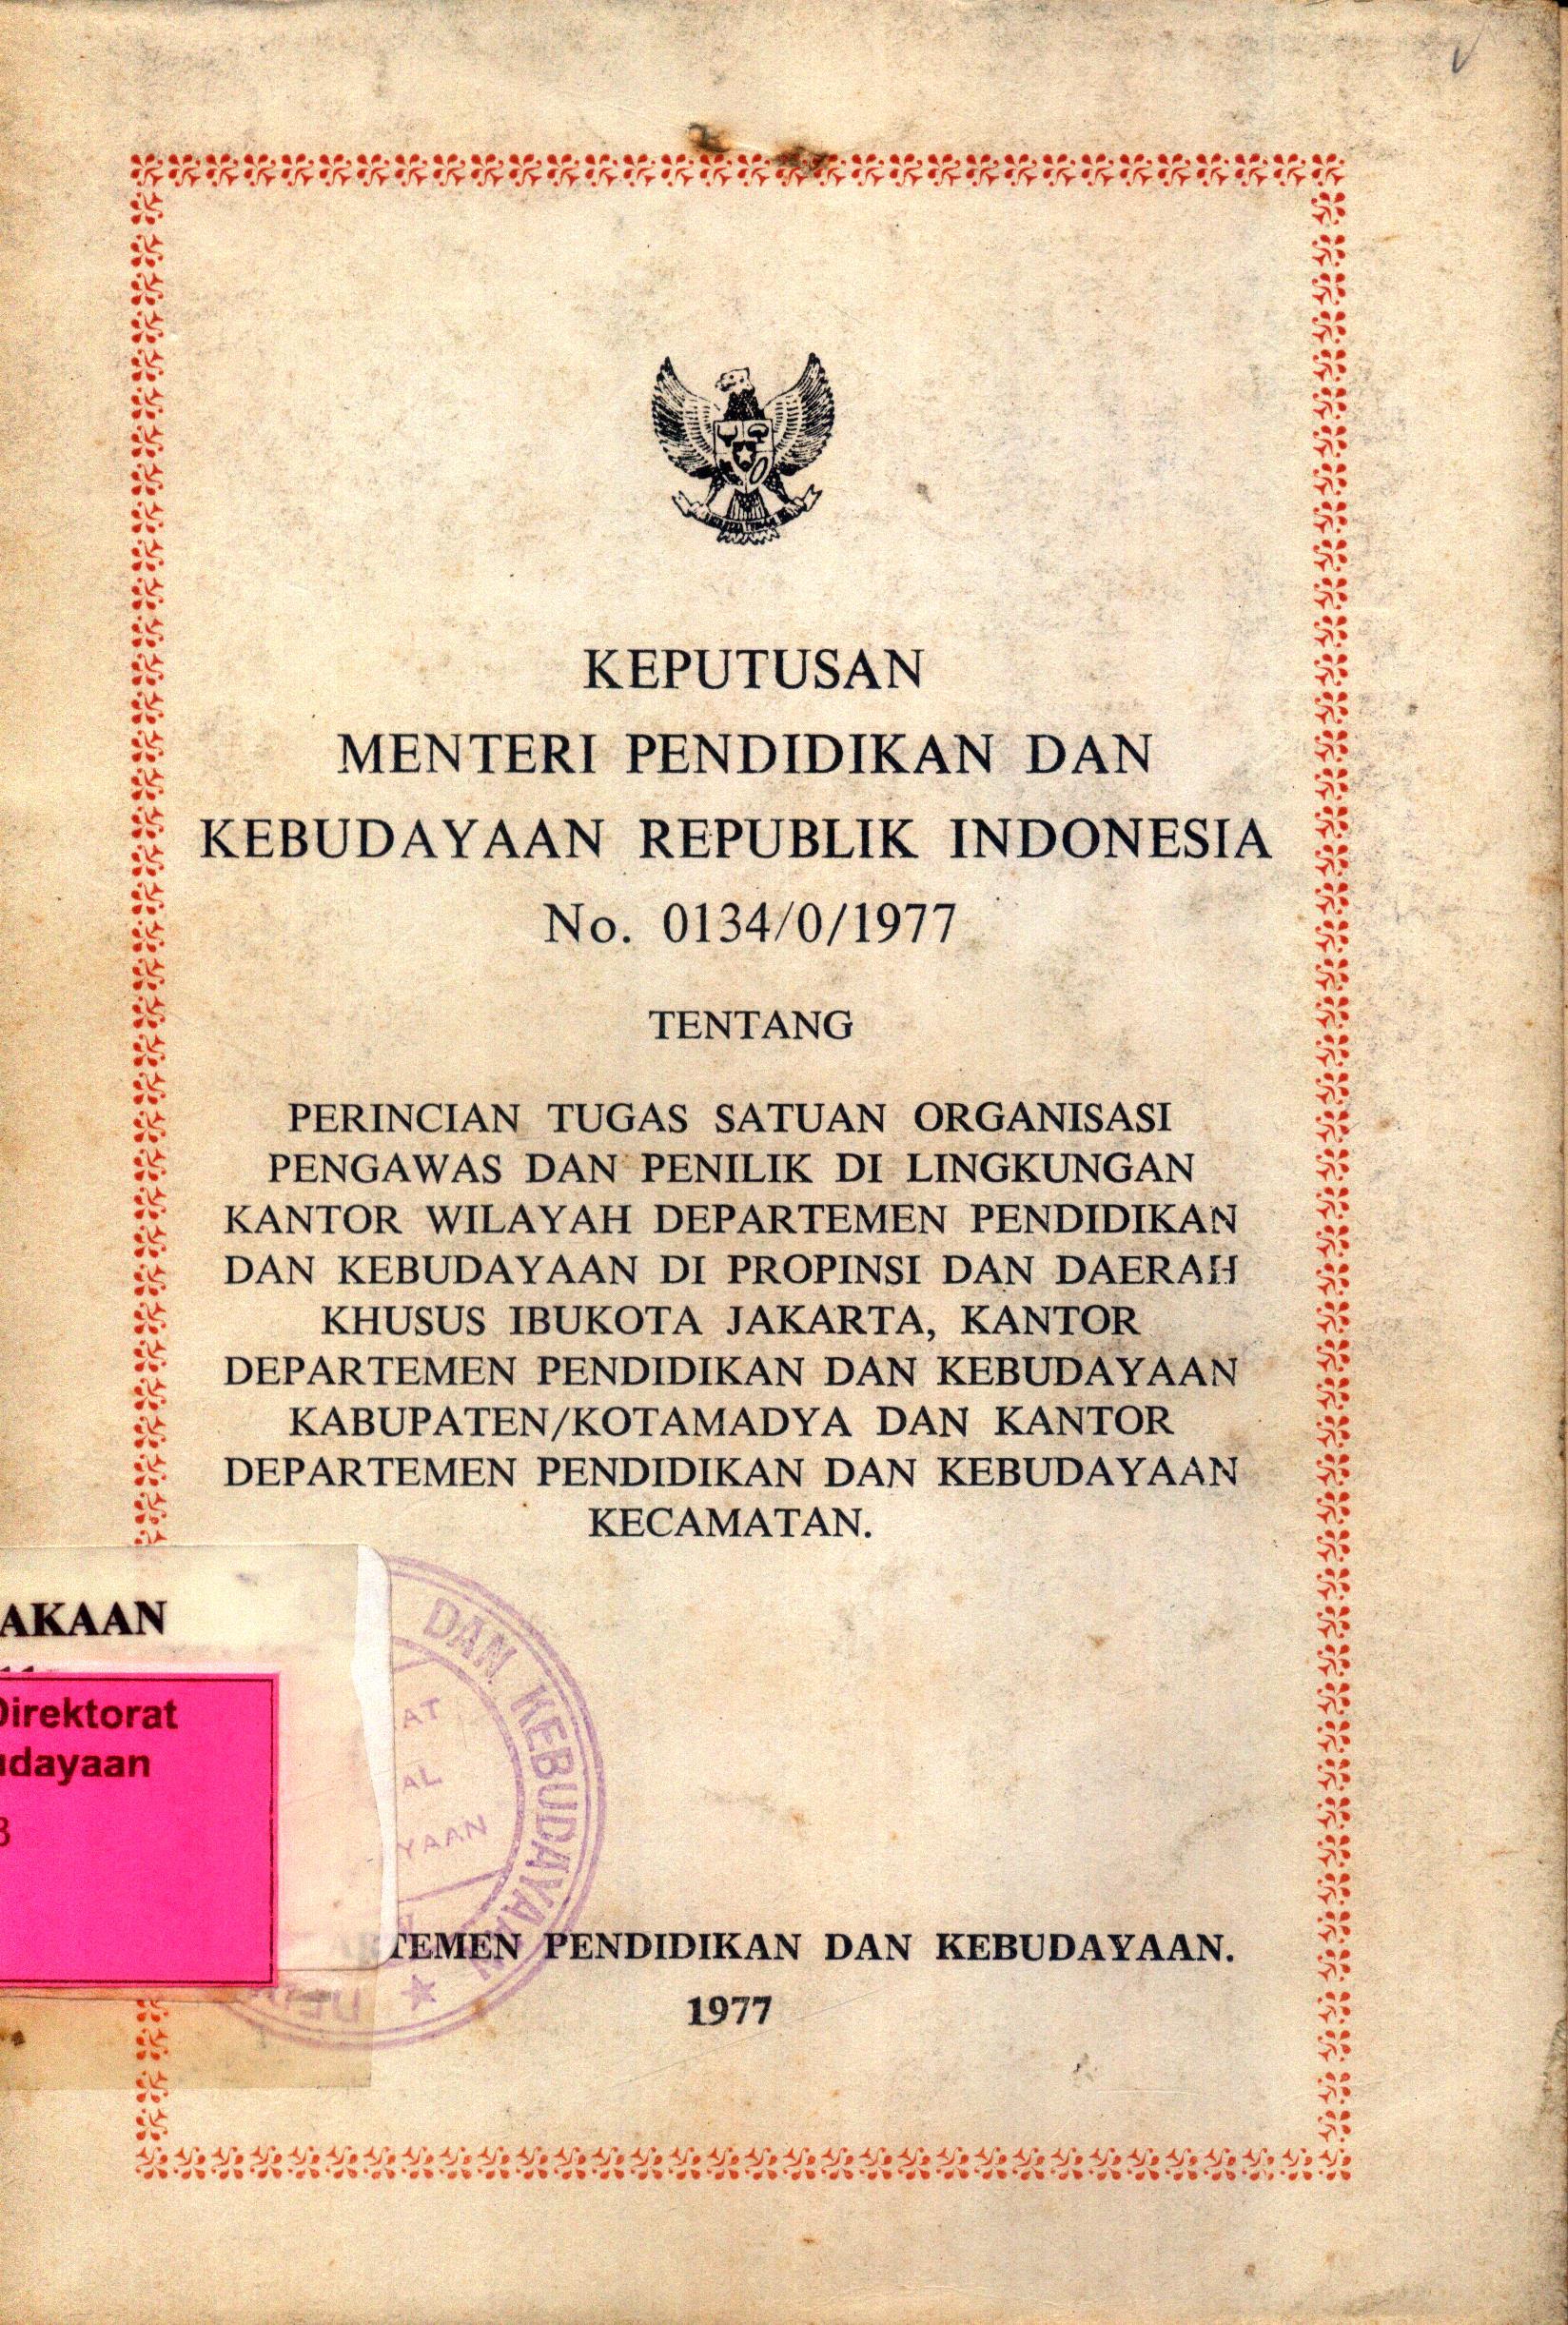 KEPUTUSAN
MENTERI PENDIDIKAN DAN
KEBUDAYAAN REPUBLIK INDONESIA
No. 0134/0/1977
TENTANG
PERINCIAN TUGAS SATUAN ORGANISASI
PENGAWAS DAN PENILIK DI LINGKUNGAN
KANTOR WILAYAH DEPARTEMEN PENDIDIKAN
DAN KEBUDAYAAN DI PROPINSI DAN DAERAH
KHUSUS IBUKOTA JAKARTA, KANTOR
DEPARTEMEN PENDIDIKAN DAN KEBUDAYAAN
KABUPATEN/KOTAMADYA DAN KANTOR
DEPARTEMEN PENDIDIKAN DAN KEBUDAYAAN
KECAMATAN.
AKAAN
Direktorat
udayaan
DAN KEBUDAYAAN
AT
AL
YAAN
TEMEN PENDIDIKAN DAN KEBUDAYAAN.
1977